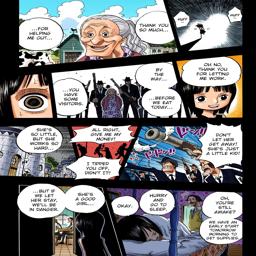 HUFF
HUFF
THANK
YOU SO
MUCH...
...FOR
HELPING
ME OUT...
OH NO,
THANK YOU
FOR LETTING
ME WORK.
BY THE
WAY...
...BEFORE
WE EAT
TODAY...
...YOU
HAVE
SOME
VISITORS.
DON'T LET
HER GET
AWAY!
SHE'S JUST
A LITTLE
KID!
ALL RIGHT,
GIVE ME MY
MONEY
I TIPPED
YOU OFF,
DIDN'T I?
SHE'S
SO LITTLE,
BUT SHE
WORKS SO
HARD...
OH,
YOU'RE
STILL
AWAKE?
WE HAVE AN
EARLY START
TOMORROW
MORNING TO
GET SUPPLIES.
HURRY
AND GO
TO SLEEP.
OKAY.
SHE'S
A GOOD
GIRL...
...BUT IF
WE LET HER
STAY, WE'LL
BE IN DANGER.